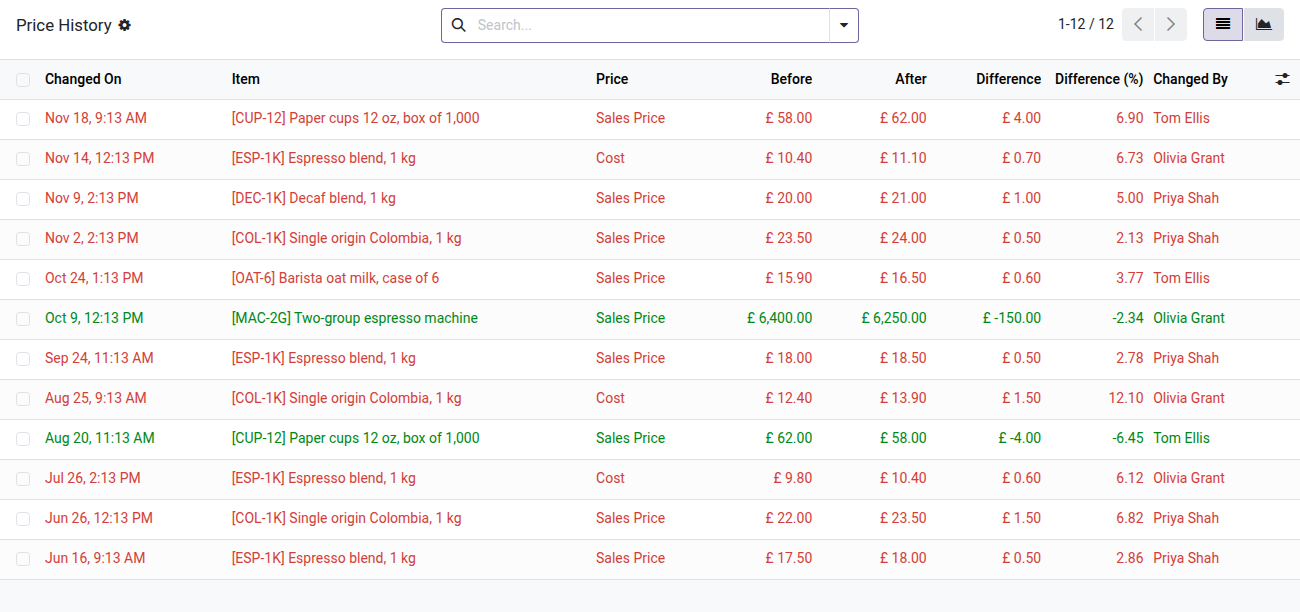 Price History
Search...
1-12 / 12
Changed On Item Price Before After Difference Difference (%) Changed By
Nov 18, 9:13 AM [CUP-12] Paper cups 12 oz, box of 1,000 Sales Price £ 58.00 £ 62.00 £ 4.00 6.90 Tom Ellis
Nov 14, 12:13 PM [ESP-1K] Espresso blend, 1 kg Cost £ 10.40 £ 11.10 £ 0.70 6.73 Olivia Grant
Nov 9, 2:13 PM [DEC-1K] Decaf blend, 1 kg Sales Price £ 20.00 £ 21.00 £ 1.00 5.00 Priya Shah
Nov 2, 2:13 PM [COL-1K] Single origin Colombia, 1 kg Sales Price £ 23.50 £ 24.00 £ 0.50 2.13 Priya Shah
Oct 24, 1:13 PM [OAT-6] Barista oat milk, case of 6 Sales Price £ 15.90 £ 16.50 £ 0.60 3.77 Tom Ellis
Oct 9, 12:13 PM [MAC-2G] Two-group espresso machine Sales Price £ 6,400.00 £ 6,250.00 £ -150.00 -2.34 Olivia Grant
Sep 24, 11:13 AM [ESP-1K] Espresso blend, 1 kg Sales Price £ 18.00 £ 18.50 £ 0.50 2.78 Priya Shah
Aug 25, 9:13 AM [COL-1K] Single origin Colombia, 1 kg Cost £ 12.40 £ 13.90 £ 1.50 12.10 Olivia Grant
Aug 20, 11:13 AM [CUP-12] Paper cups 12 oz, box of 1,000 Sales Price £ 62.00 £ 58.00 £ -4.00 -6.45 Tom Ellis
Jul 26, 2:13 PM [ESP-1K] Espresso blend, 1 kg Cost £ 9.80 £ 10.40 £ 0.60 6.12 Olivia Grant
Jun 26, 12:13 PM [COL-1K] Single origin Colombia, 1 kg Sales Price £ 22.00 £ 23.50 £ 1.50 6.82 Priya Shah
Jun 16, 9:13 AM [ESP-1K] Espresso blend, 1 kg Sales Price £ 17.50 £ 18.00 £ 0.50 2.86 Priya Shah